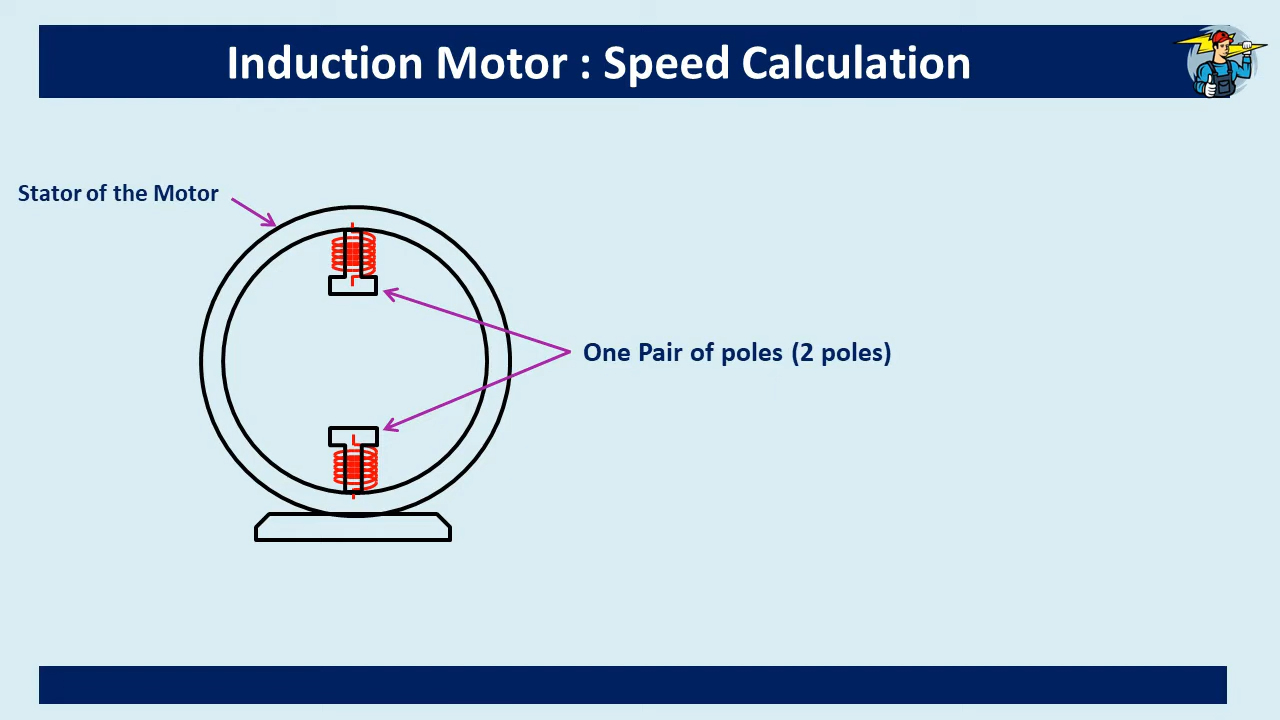 Induction Motor : Speed Calculation
Stator of the Motor
One Pair of poles (2 poles)